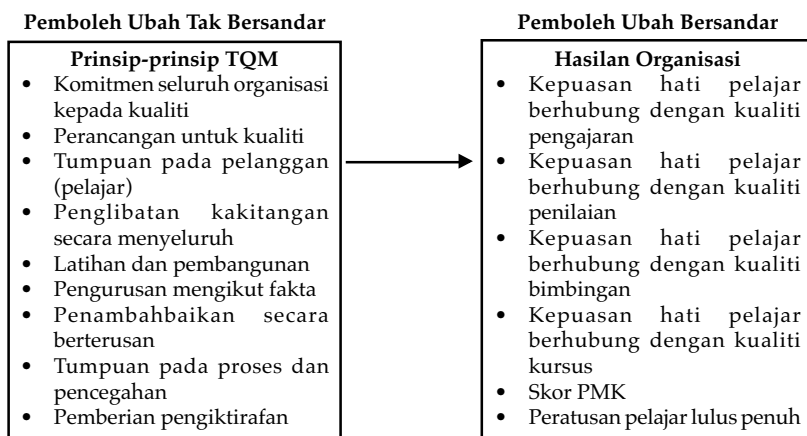 Pemboleh Ubah Tak Bersandar
Prinsip-prinsip TQM
• Komitmen seluruh organisasi
kepada kualiti
• Perancangan untuk kualiti
• Tumpuan pada pelanggan
(pelajar)
• Penglibatan kakitangan
secara menyeluruh
• Latihan dan pembangunan
• Pengurusan mengikut fakta
• Penambahbaikan secara
berterusan
• Tumpuan pada proses dan
pencegahan
• Pemberian pengiktirafan
Pemboleh Ubah Bersandar
Hasilan Organisasi
• Kepuasan hati pelajar
berhubung dengan kualiti
pengajaran
• Kepuasan hati pelajar
berhubung dengan kualiti
penilaian
• Kepuasan hati pelajar
berhubung dengan kualiti
bimbingan
• Kepuasan hati pelajar
berhubung dengan kualiti
kursus
• Skor PMK
• Peratusan pelajar lulus penuh